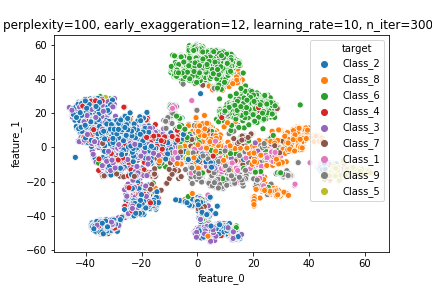 perplexity=100, early_exaggeration=12, learning_rate=10, n_iter=300
target
Class_2
Class_8
Class_6
Class_4
Class_3
Class_7
Class_1
Class_9
Class_5
feature_1
60
40
20
0
−20
−40
−60
−40
−20
0
20
40
60
feature_0